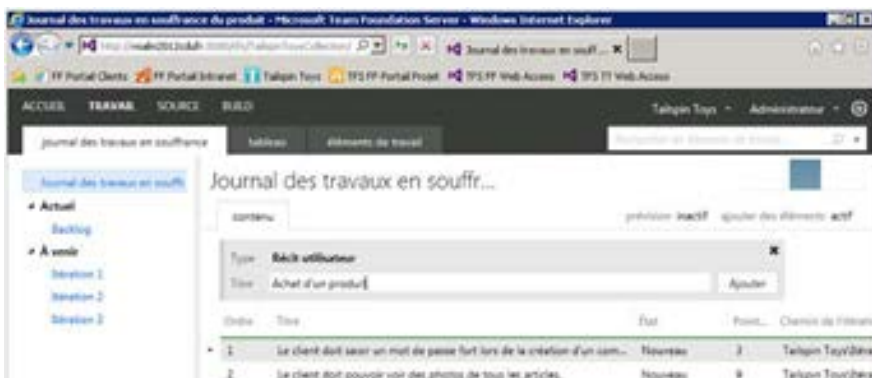 Journal des travaux en souffrance du produit - Microsoft Team Foundation Server - Windows Internet Explorer
Journal des travaux en souff...
FF Portail Clients FF Portail Intranet Tailspin Toys TFS FF-Portail Projet TFS FF Web Access TFS TT Web Access
ACCUEIL TRAVAIL SOURCE BUILD Tailspin Toys Administrateur
journal des travaux en souffrance tableau éléments de travail
Journal des travaux en souffr
Journal des travaux en souffr...
Actuel
Backlog
À venir
Itération 1
Itération 2
Itération 3
contenu prévision inactif ajouter des éléments actif
Type Récit utilisateur
Titre Achat d'un produit Ajouter
Ordre Titre État Point... Chemin de l'itérati
1 Le client doit saisir un mot de passe fort lors de la création d'un com... Nouveau 3 Tailspin Toys\Itéra
2 Le client doit pouvoir voir des photos de tous les articles. Nouveau Tailspin Toys\Itéra